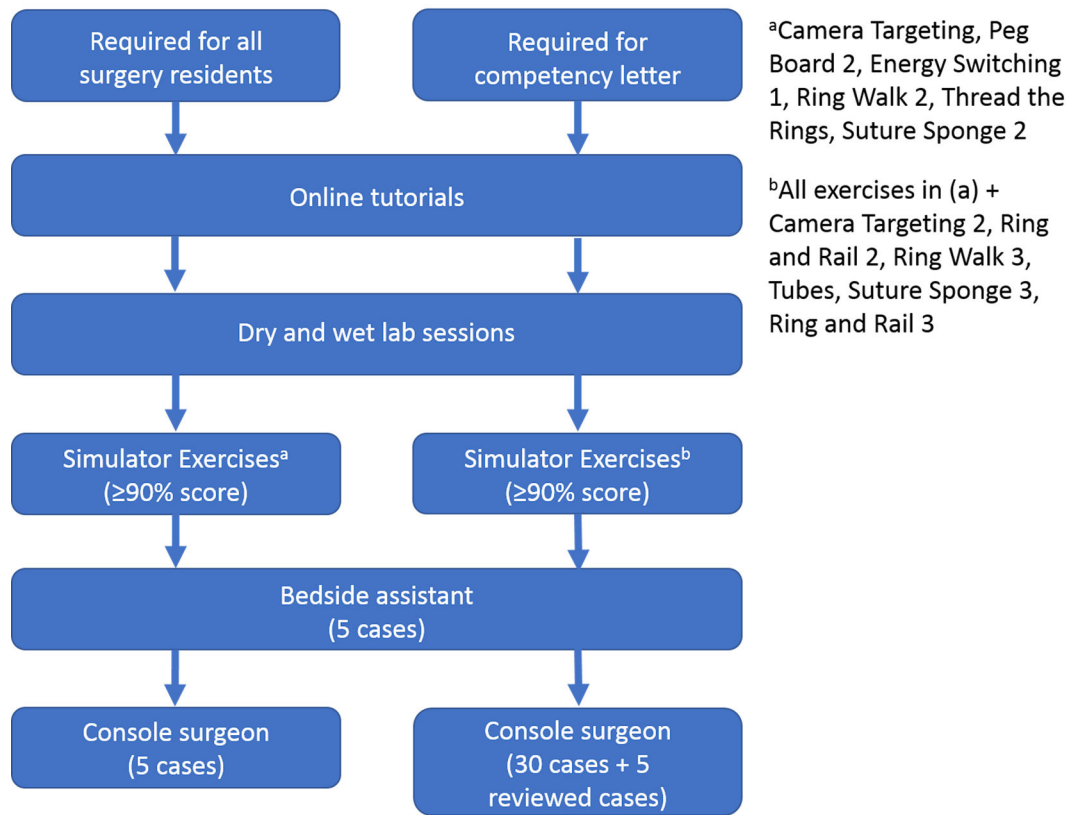 Required for all
surgery residents
Required for
competency letter
Online tutorials
Dry and wet lab sessions
Simulator Exercisesᵃ
(≥90% score)
Simulator Exercisesᵇ
(≥90% score)
Bedside assistant
(5 cases)
Console surgeon
(5 cases)
Console surgeon
(30 cases + 5
reviewed cases)
ᵃCamera Targeting, Peg
Board 2, Energy Switching
1, Ring Walk 2, Thread the
Rings, Suture Sponge 2
ᵇAll exercises in (a) +
Camera Targeting 2, Ring
and Rail 2, Ring Walk 3,
Tubes, Suture Sponge 3,
Ring and Rail 3